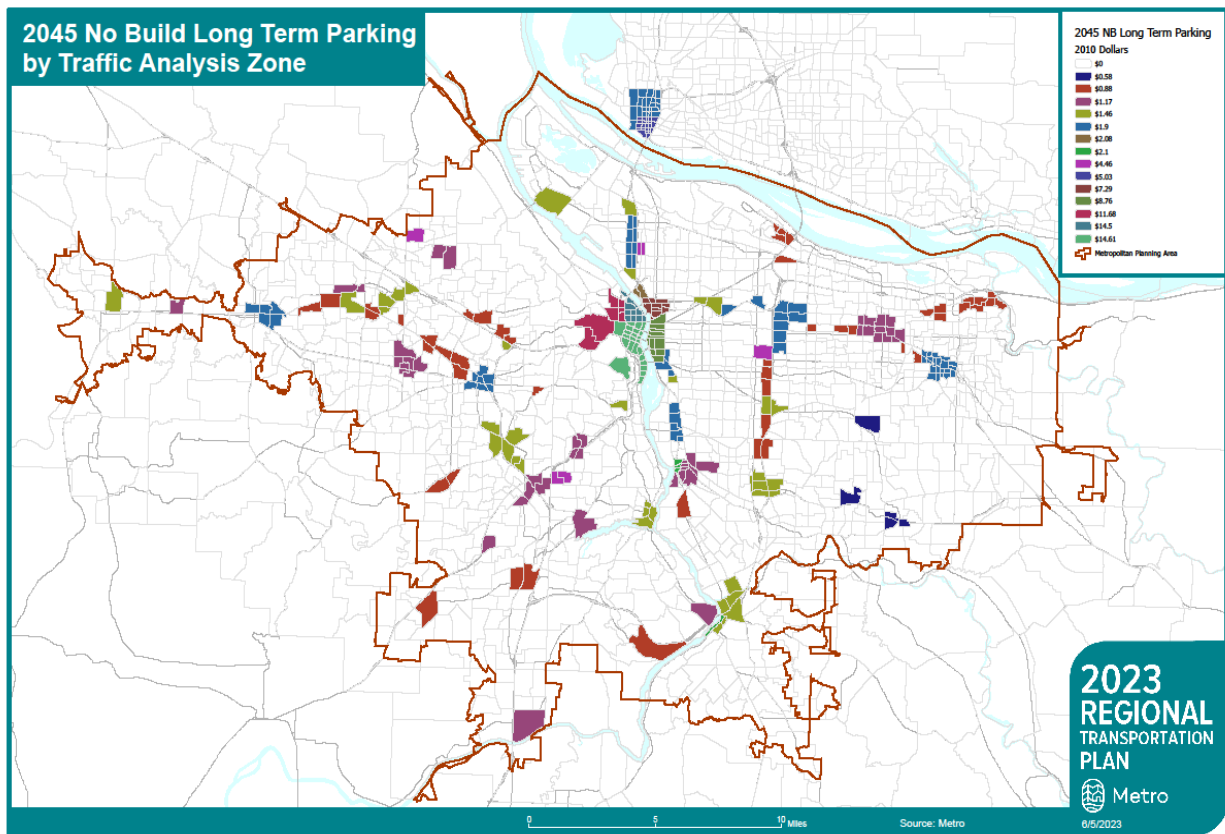 2045 No Build Long Term Parking
by Traffic Analysis Zone
2045 NB Long Term Parking
2010 Dollars
$0
$0.58
$0.88
$1.17
$1.46
$1.9
$2.08
$2.1
$4.46
$5.03
$7.29
$8.76
$11.68
$14.5
$14.61
Metropolitan Planning Area
2023
REGIONAL
TRANSPORTATION
PLAN
Metro
0 5 10
Miles
Source: Metro
6/5/2023